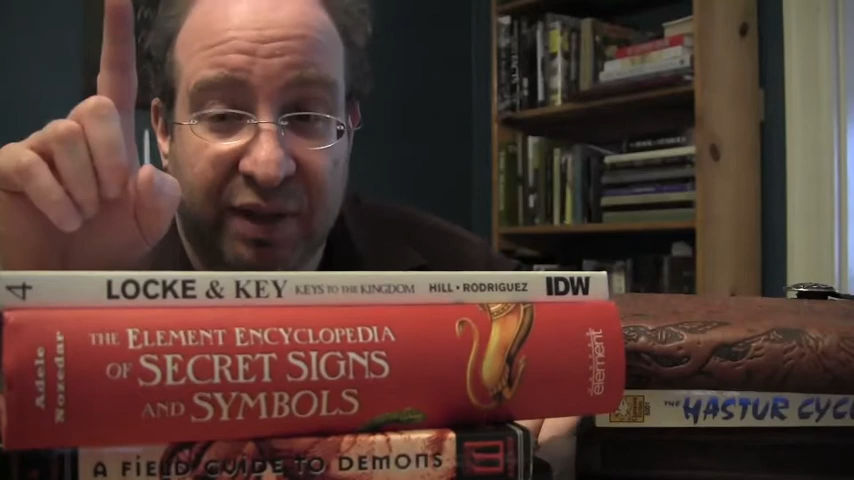 4 LOCKE & KEY KEYS TO THE KINGDOM HILL • RODRIGUEZ IDW
Adele Nozedar
THE ELEMENT ENCYCLOPEDIA
OF SECRET SIGNS
AND SYMBOLS
element
A FIELD GUIDE TO DEMONS
THE HASTUR CYC